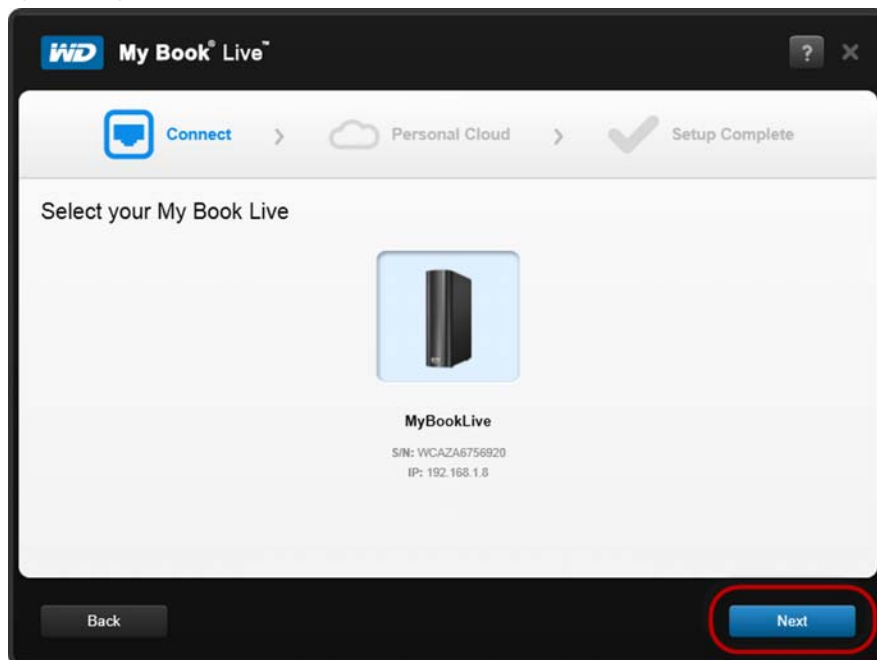 WD My Book® Live™ ? ×
Connect > Personal Cloud > Setup Complete
Select your My Book Live
MyBookLive
S/N: WCAZA6756920
IP: 192.168.1.8
Back Next